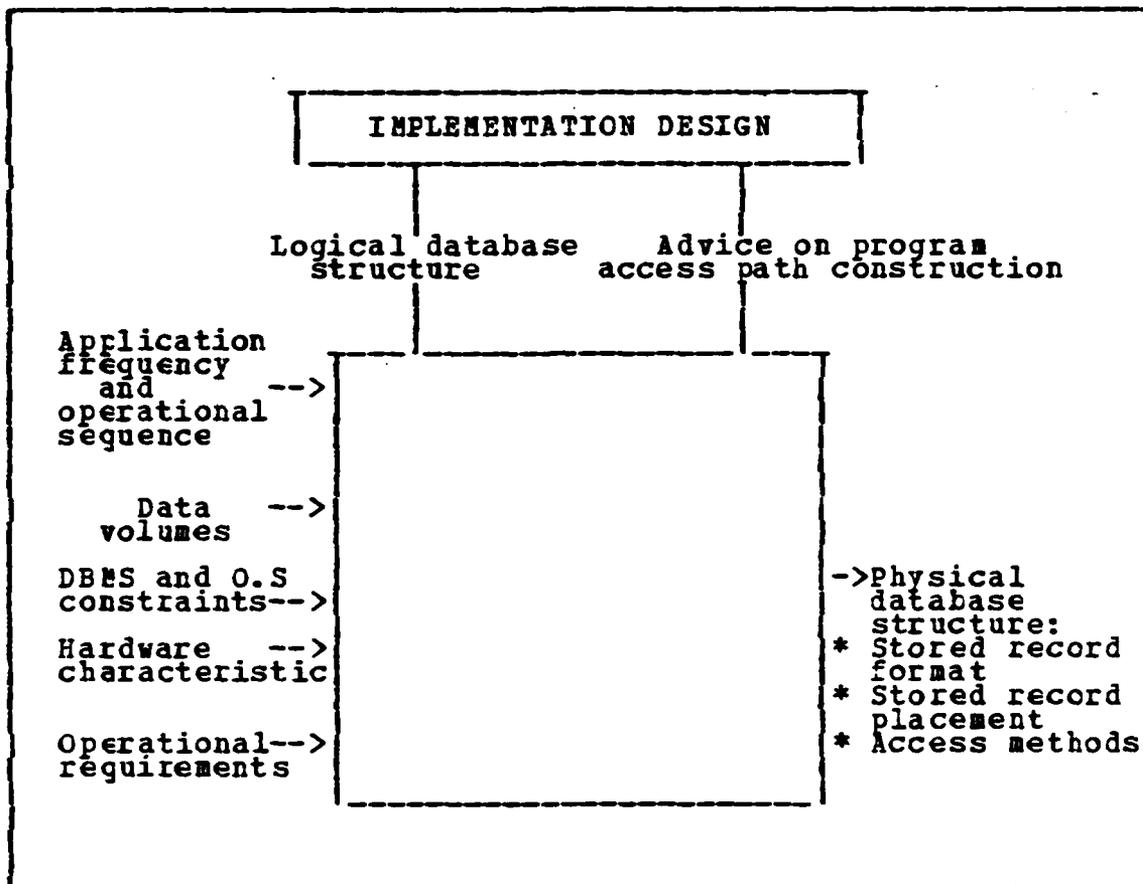 IMPLEMENTATION DESIGN
Logical database
structure
Advice on program
access path construction
Application
frequency
and -->
operational
sequence
Data -->
volumes
DBMS and O.S
constraints-->
Hardware -->
characteristic
Operational-->
requirements
->Physical
database
structure:
* Stored record
format
* Stored record
placement
* Access methods